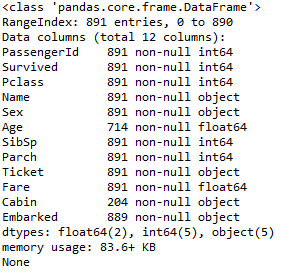 <class 'pandas.core.frame.DataFrame'>
RangeIndex: 891 entries, 0 to 890
Data columns (total 12 columns):
PassengerId    891 non-null int64
Survived       891 non-null int64
Pclass         891 non-null int64
Name           891 non-null object
Sex            891 non-null object
Age            714 non-null float64
SibSp          891 non-null int64
Parch          891 non-null int64
Ticket         891 non-null object
Fare           891 non-null float64
Cabin          204 non-null object
Embarked       889 non-null object
dtypes: float64(2), int64(5), object(5)
memory usage: 83.6+ KB
None